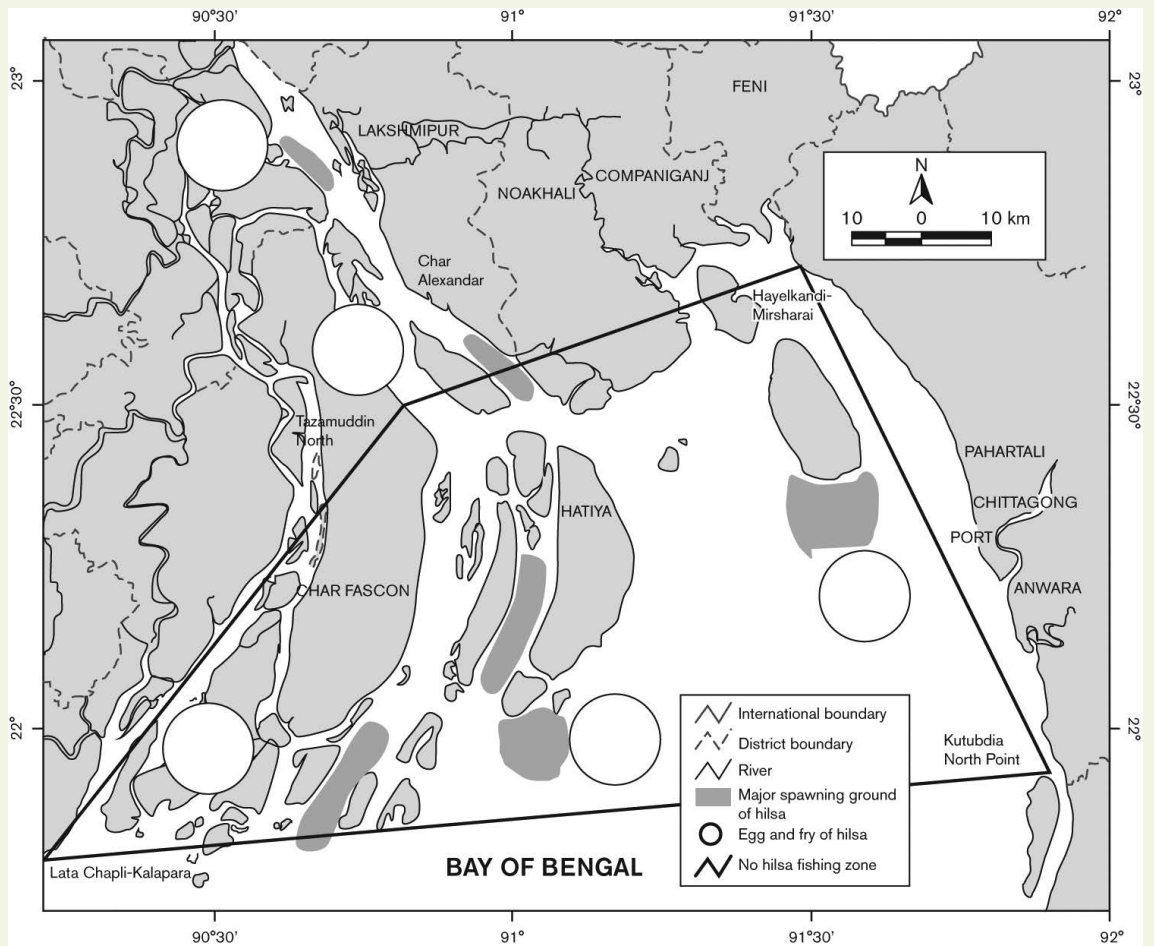 90°30'
91°
91°30'
92°
23°
23°
FENI
LAKSHMIPUR
COMPANIGANJ
NOAKHALI
N
10 0 10 km
Char
Alexandar
Hayelkandi-
Mirsharai
22°30'
22°30'
Tazamuddin
North
PAHARTALI
CHITTAGONG
HATIYA
PORT
CHAR FASCON
ANWARA
22°
22°
International boundary
District boundary
River
Major spawning ground
of hilsa
Egg and fry of hilsa
No hilsa fishing zone
Kutubdia
North Point
BAY OF BENGAL
Lata Chapli-Kalapara
90°30'
91°
91°30'
92°